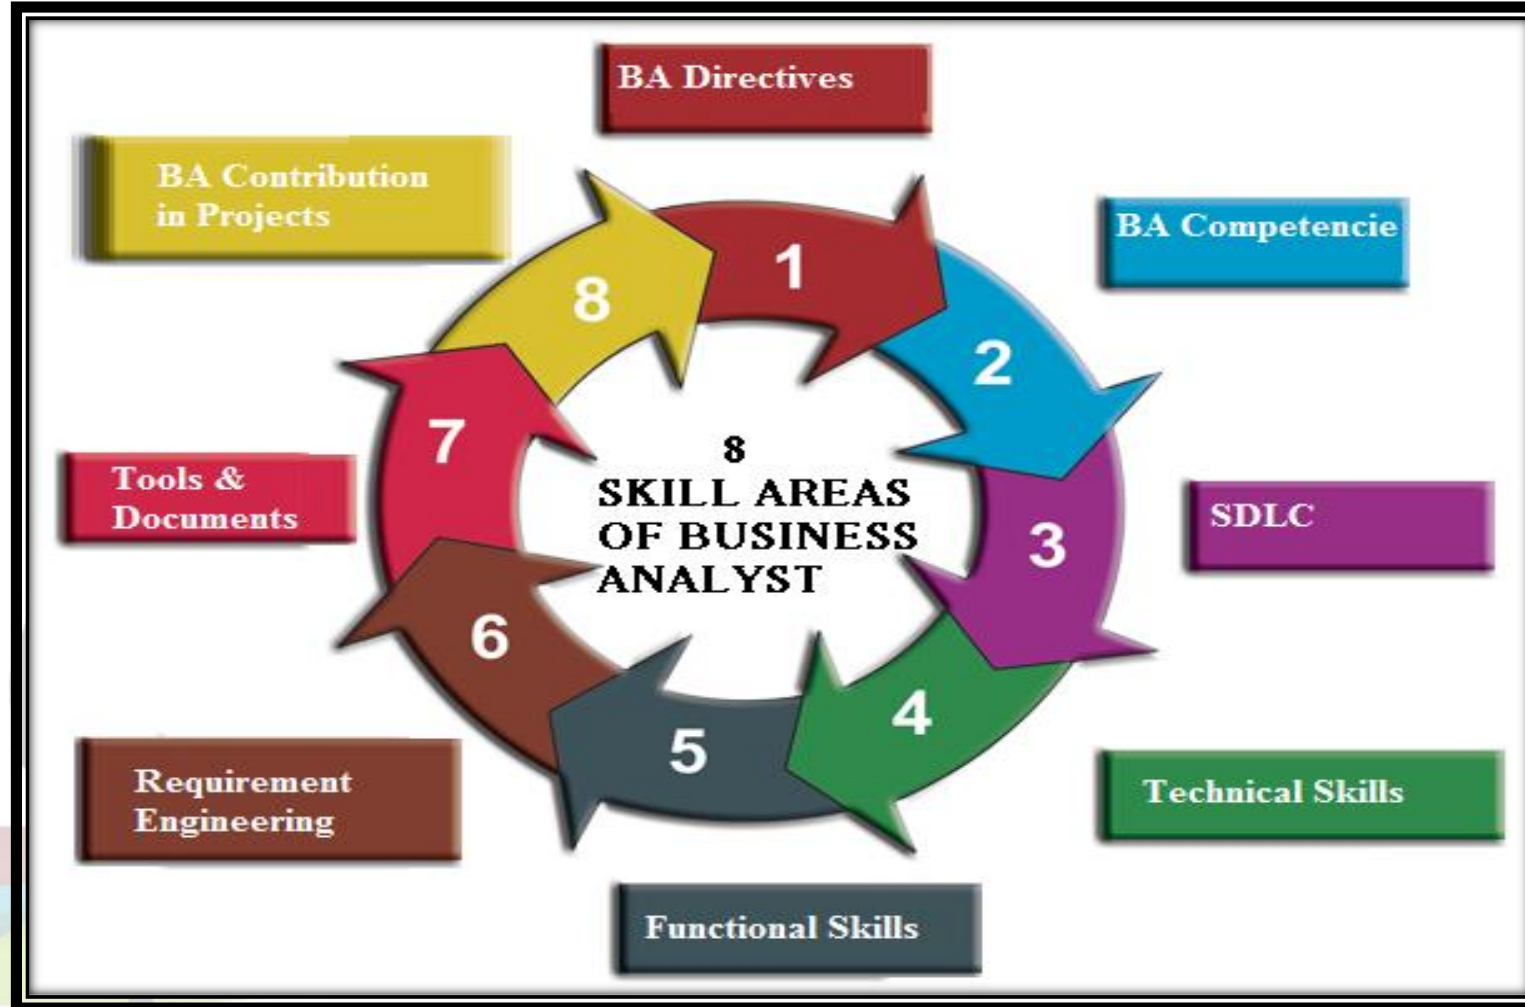 BA Directives
BA Contribution
in Projects
BA Competencie
1
8
2
7
8
SKILL AREAS
OF BUSINESS
ANALYST
Tools &
Documents
SDLC
3
6
4
5
Requirement
Engineering
Technical Skills
Functional Skills